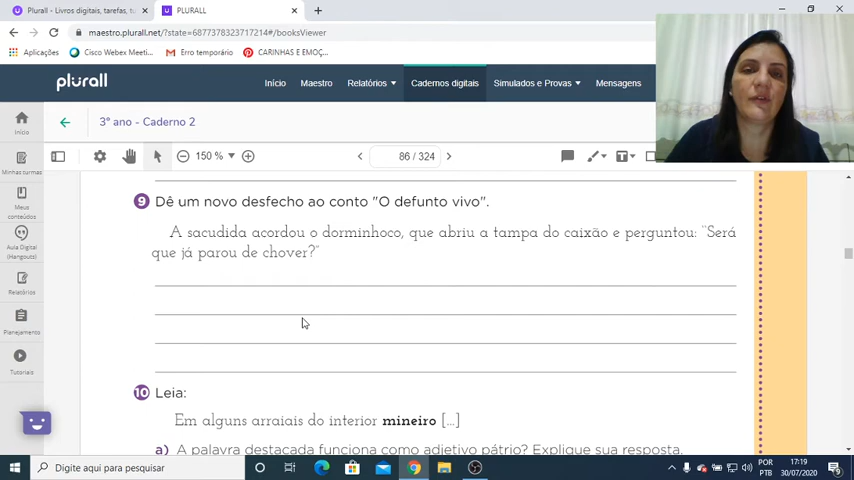 Plurall - Livros digitais, tarefas, tu
PLURALL
maestro.plurall.net/?state=6877378323717214#/booksViewer
Aplicações
Cisco Webex Meeti...
Erro temporário
CARINHAS E EMOÇ...
plurall
Início
Maestro
Relatórios
Cadernos digitais
Simulados e Provas
Mensagens
3º ano - Caderno 2
150 %
86 / 324
Início
Minhas turmas
Meus
conteúdos
Aula Digital
(Hangouts)
Relatórios
Planejamento
Tutoriais
9 Dê um novo desfecho ao conto "O defunto vivo".
A sacudida acordou o dorminhoco, que abriu a tampa do caixão e perguntou: "Será
que já parou de chover?"
10 Leia:
Em alguns arraiais do interior mineiro [...]
a) A palavra destacada funciona como adjetivo pátrio? Explique sua resposta.
Digite aqui para pesquisar
POR
PTB
17:19
30/07/2020